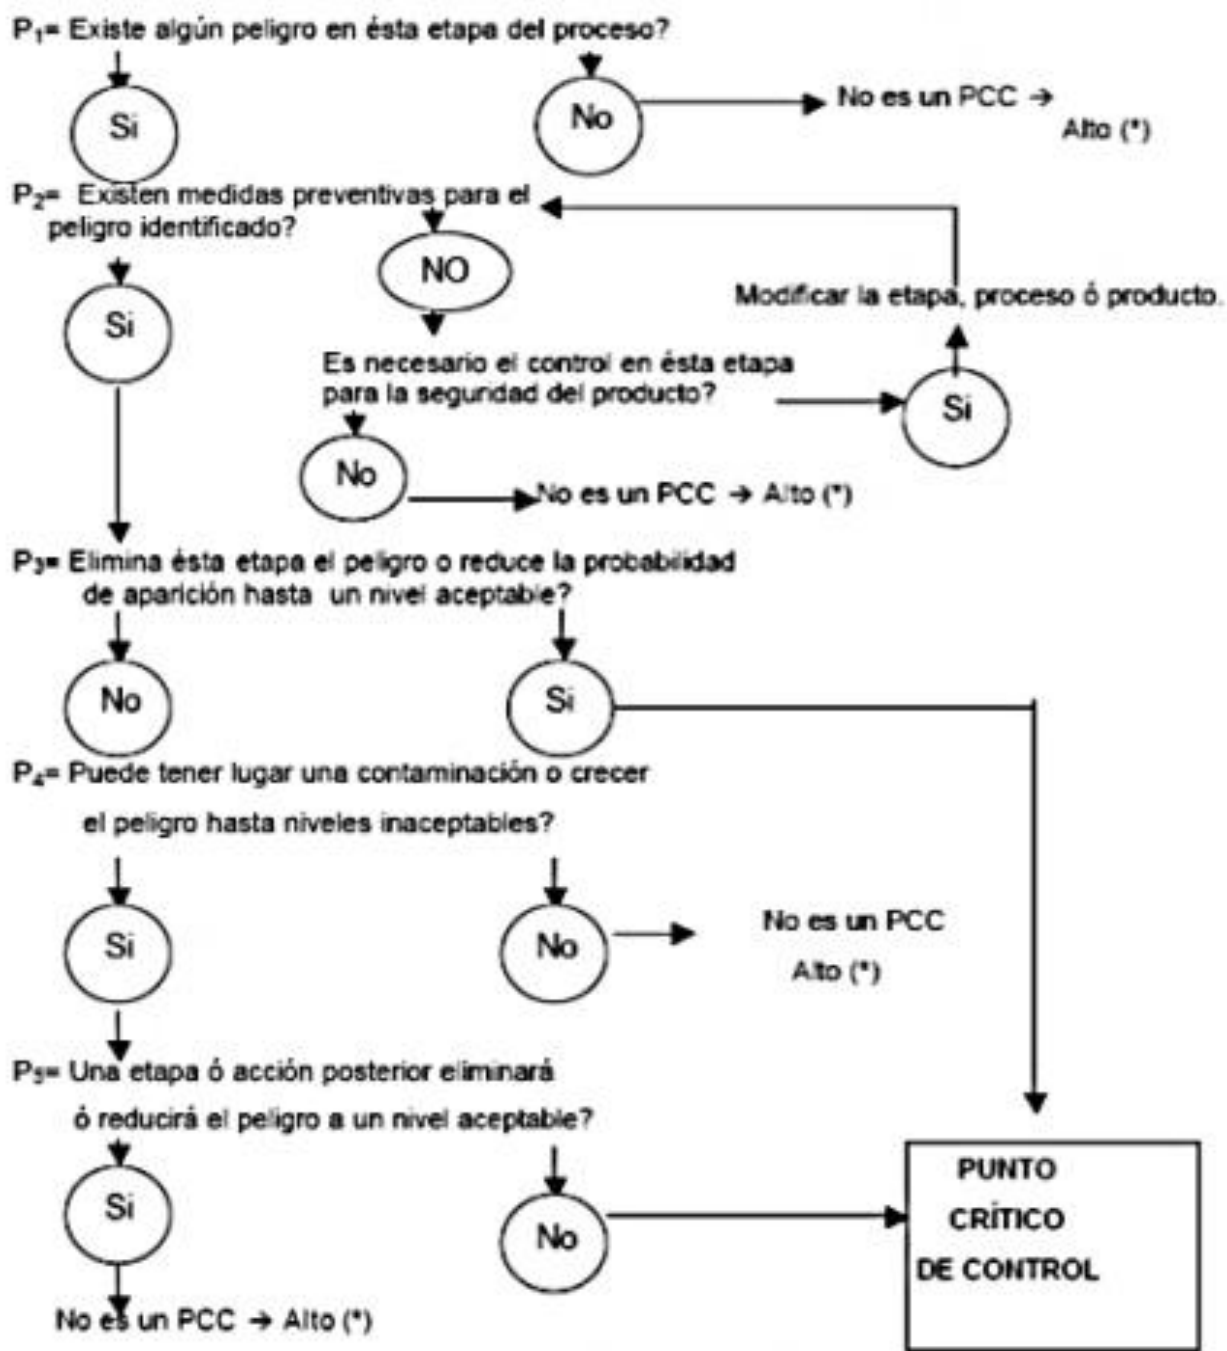 P₁= Existe algún peligro en ésta etapa del proceso?
Si
No
No es un PCC →
Alto (*)
P₂= Existen medidas preventivas para el
peligro identificado?
NO
Si
Modificar la etapa, proceso ó producto.
Es necesario el control en ésta etapa
para la seguridad del producto?
Si
No
No es un PCC → Alto (*)
P₃= Elimina ésta etapa el peligro o reduce la probabilidad
de aparición hasta un nivel aceptable?
No
Si
P₄= Puede tener lugar una contaminación o crecer
el peligro hasta niveles inaceptables?
Si
No
No es un PCC
Alto (*)
P₅= Una etapa ó acción posterior eliminará
ó reducirá el peligro a un nivel aceptable?
Si
No
PUNTO
CRÍTICO
DE CONTROL
No es un PCC → Alto (*)